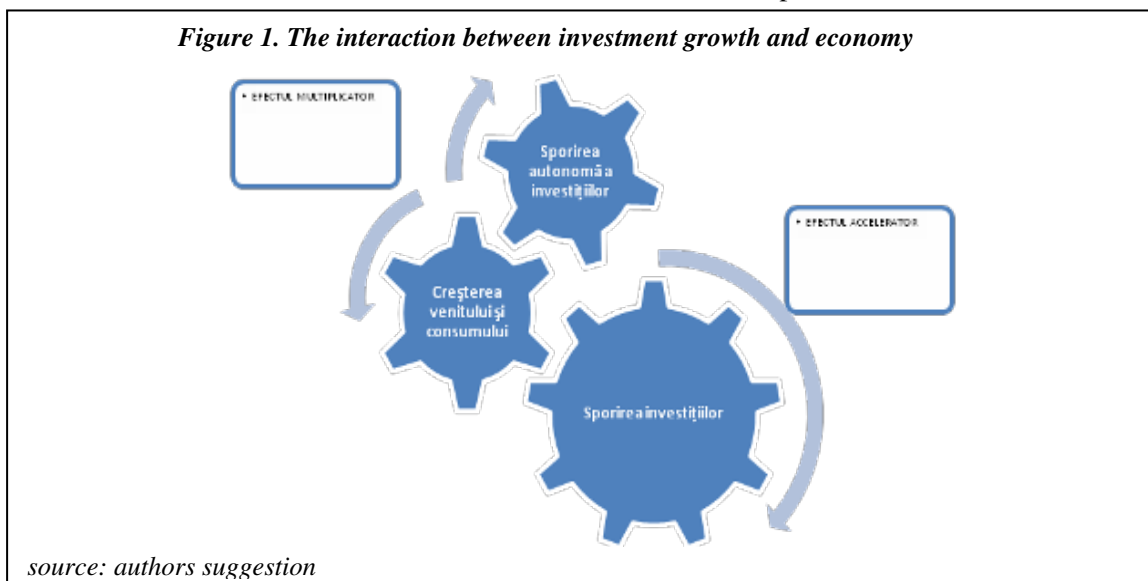 Figure 1. The interaction between investment growth and economy
• EFECTUL MULTIPLICATOR
Sporirea
autonomă a
investițiilor
• EFECTUL ACCELERATOR
Creşterea
venitului şi
consumului
Sporirea investițiilor
source: authors suggestion